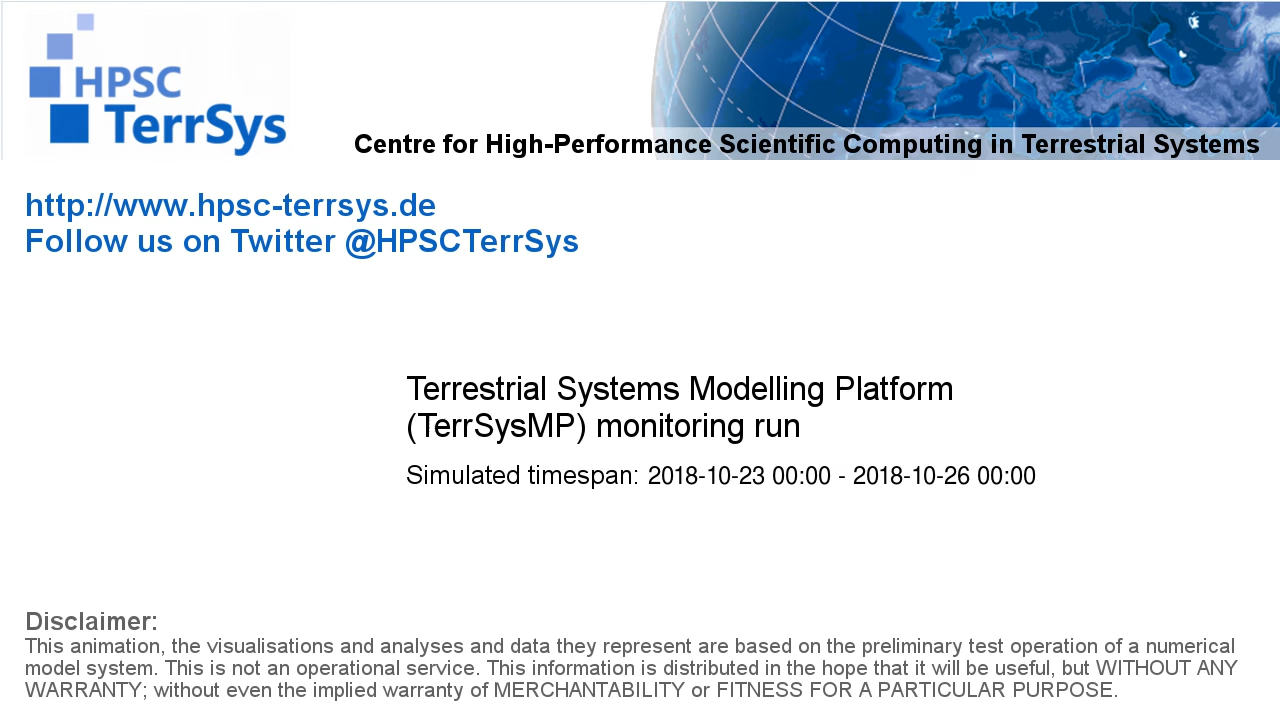 HPSC
TerrSys
Centre for High-Performance Scientific Computing in Terrestrial Systems
http://www.hpsc-terrsys.de
Follow us on Twitter @HPSCTerrSys
Terrestrial Systems Modelling Platform
(TerrSysMP) monitoring run
Simulated timespan: 2018-10-23 00:00 - 2018-10-26 00:00
Disclaimer:
This animation, the visualisations and analyses and data they represent are based on the preliminary test operation of a numerical
model system. This is not an operational service. This information is distributed in the hope that it will be useful, but WITHOUT ANY
WARRANTY; without even the implied warranty of MERCHANTABILITY or FITNESS FOR A PARTICULAR PURPOSE.